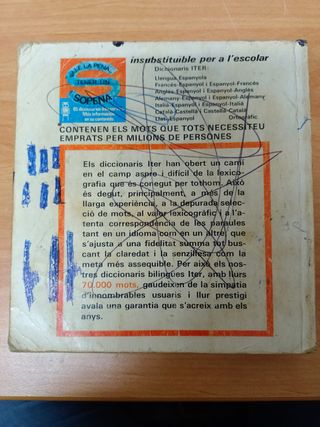 insubstituïble per a l'escolar
VALE LA PENA
TENER UN
SOPENA
Diccionaris ITER:
Llengua Espanyola
Francès-Espanyol i Espanyol-Francès
Anglès Espanyol i Espanyol-Anglès
Alemany-Espanyol i Espanyol-Alemany
Italià Espanyol i Espanyol-Italià
Català-Castellà i Castellà-Català
Llatí-Espanyol Ortogràfic
CONTENEN ELS MOTS QUE TOTS NECESSITEU
EMPRATS PER MILIONS DE PERSONES
Els diccionaris Iter han obert un camí
en el camp aspre i difícil de la lexico-
grafia que és conegut per tothom. Això
és degut, principalment, a més de la
llarga experiència, a la depurada selec-
ció de mots, al valor lexicogràfic i a l'a-
tenta correspondència de les paraules
tant en un idioma com en un altre, que
s'ajusta a una fidelitat summa tot bus-
cant la claredat i la senzillesa com la
meta més assequible. Per això els nos-
tres diccionaris bilingües Iter, amb llurs
70.000 mots, gaudeixen de la simpatia
d'innombrables usuaris i llur prestigi
avala una garantia que s'acreix amb els
anys.